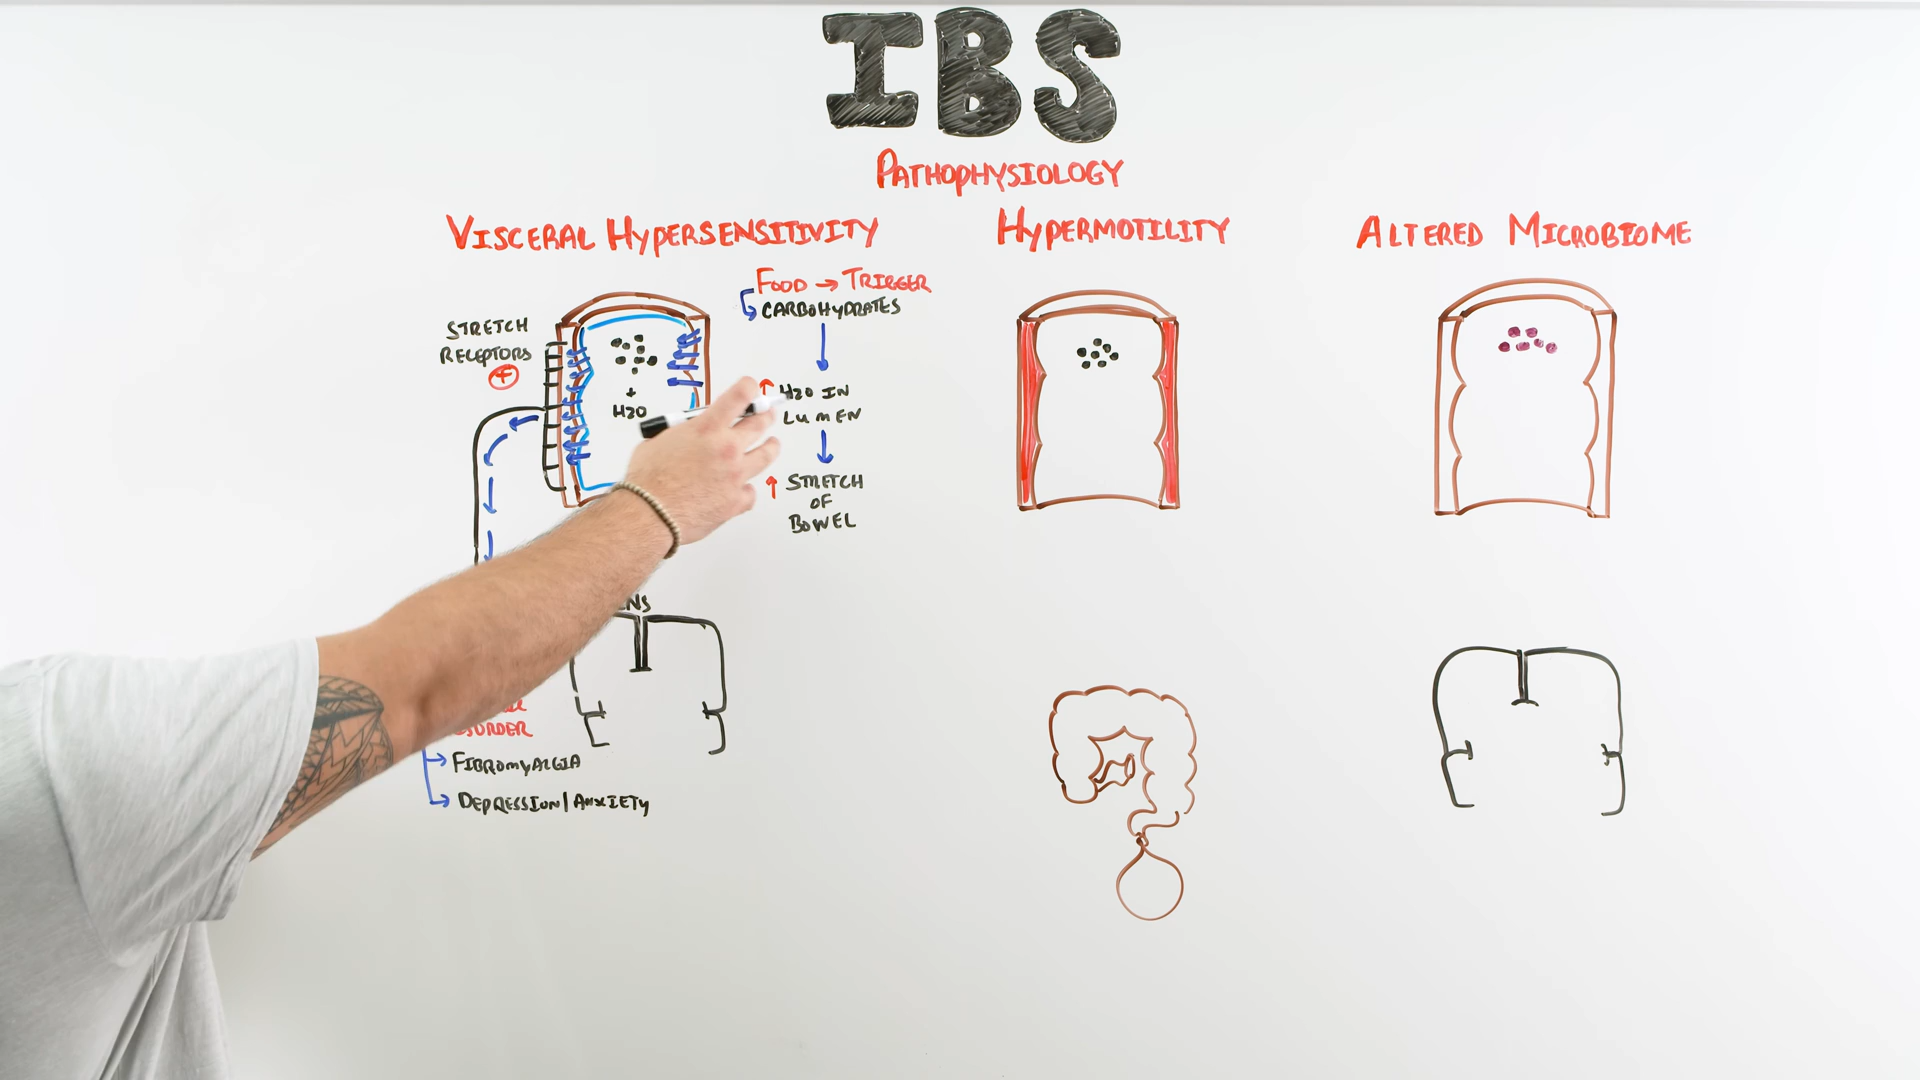 IBS
PATHOPHYSIOLOGY
VISCERAL HYPERSENSITIVITY
FOOD → TRIGGER
CARBOHYDRATES
STRETCH
RECEPTORS
+
+
H2O
↑ H2O IN
LUMEN
↑ STRETCH
OF
BOWEL
FIBROMYALGIA
DEPRESSION/ANXIETY
HYPERMOTILITY
ALTERED MICROBIOME